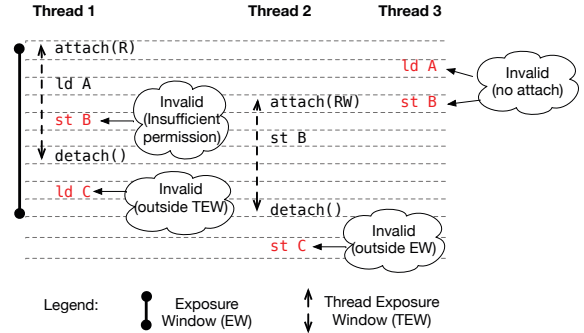 Thread 1
Thread 2
Thread 3
attach(R)
ld A
ld A
Invalid
(no attach)
st B
Invalid
(Insufficient
permission)
attach(RW)
st B
st B
detach()
ld C
Invalid
(outside TEW)
detach()
st C
Invalid
(outside EW)
Legend:
Exposure
Window (EW)
Thread Exposure
Window (TEW)